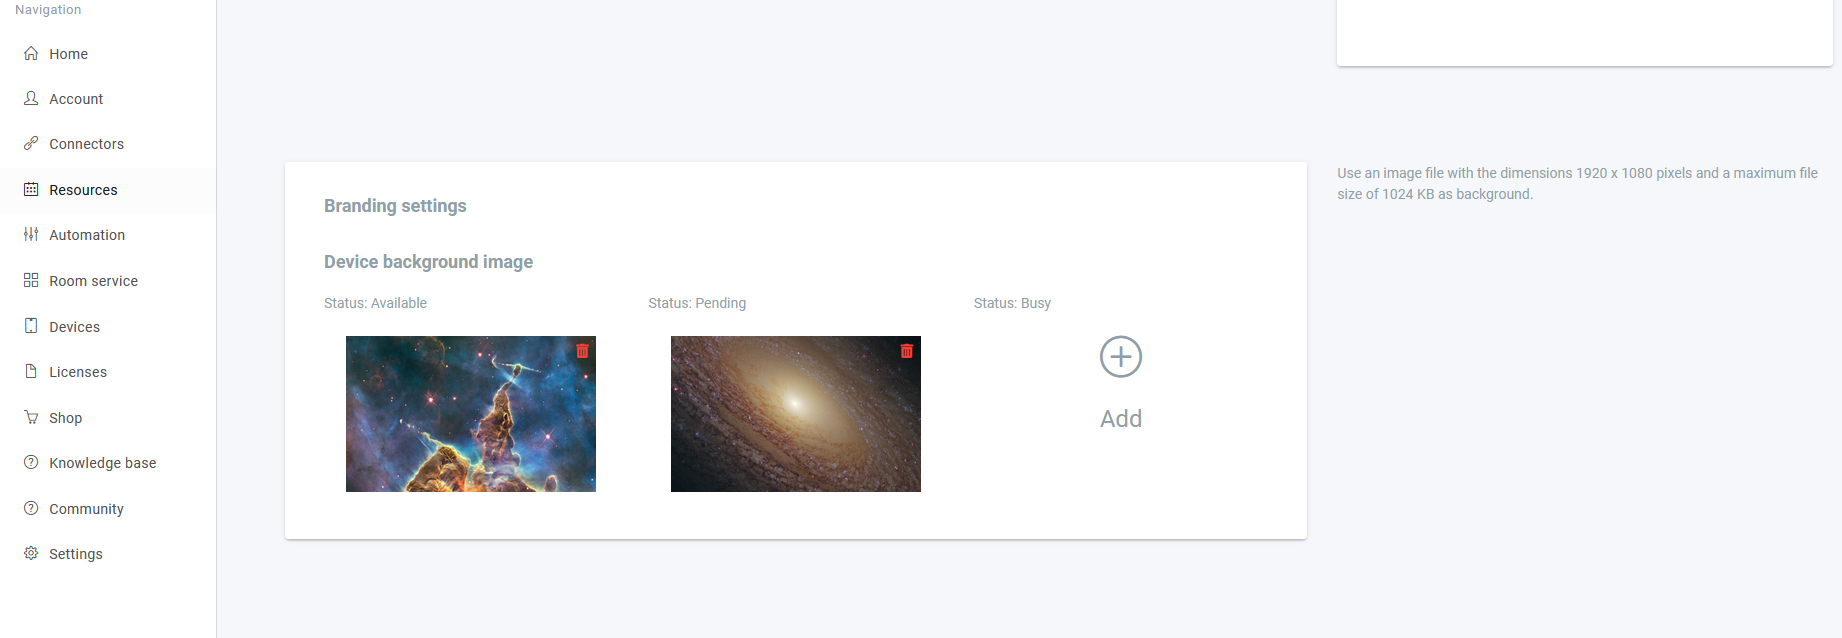 Navigation
Home
Account
Connectors
Resources
Automation
Room service
Devices
Licenses
Shop
Knowledge base
Community
Settings
Branding settings
Device background image
Status: Available
Status: Pending
Status: Busy
Add
Use an image file with the dimensions 1920 x 1080 pixels and a maximum file
size of 1024 KB as background.